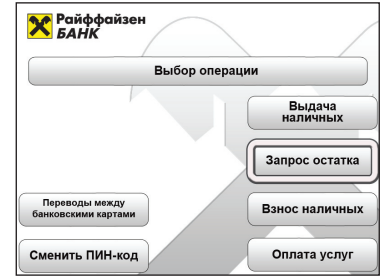 Райффайзен
БАНК
Выбор операции
Выдача
наличных
Запрос остатка
Переводы между
банковскими картами
Взнос наличных
Сменить ПИН-код
Оплата услуг